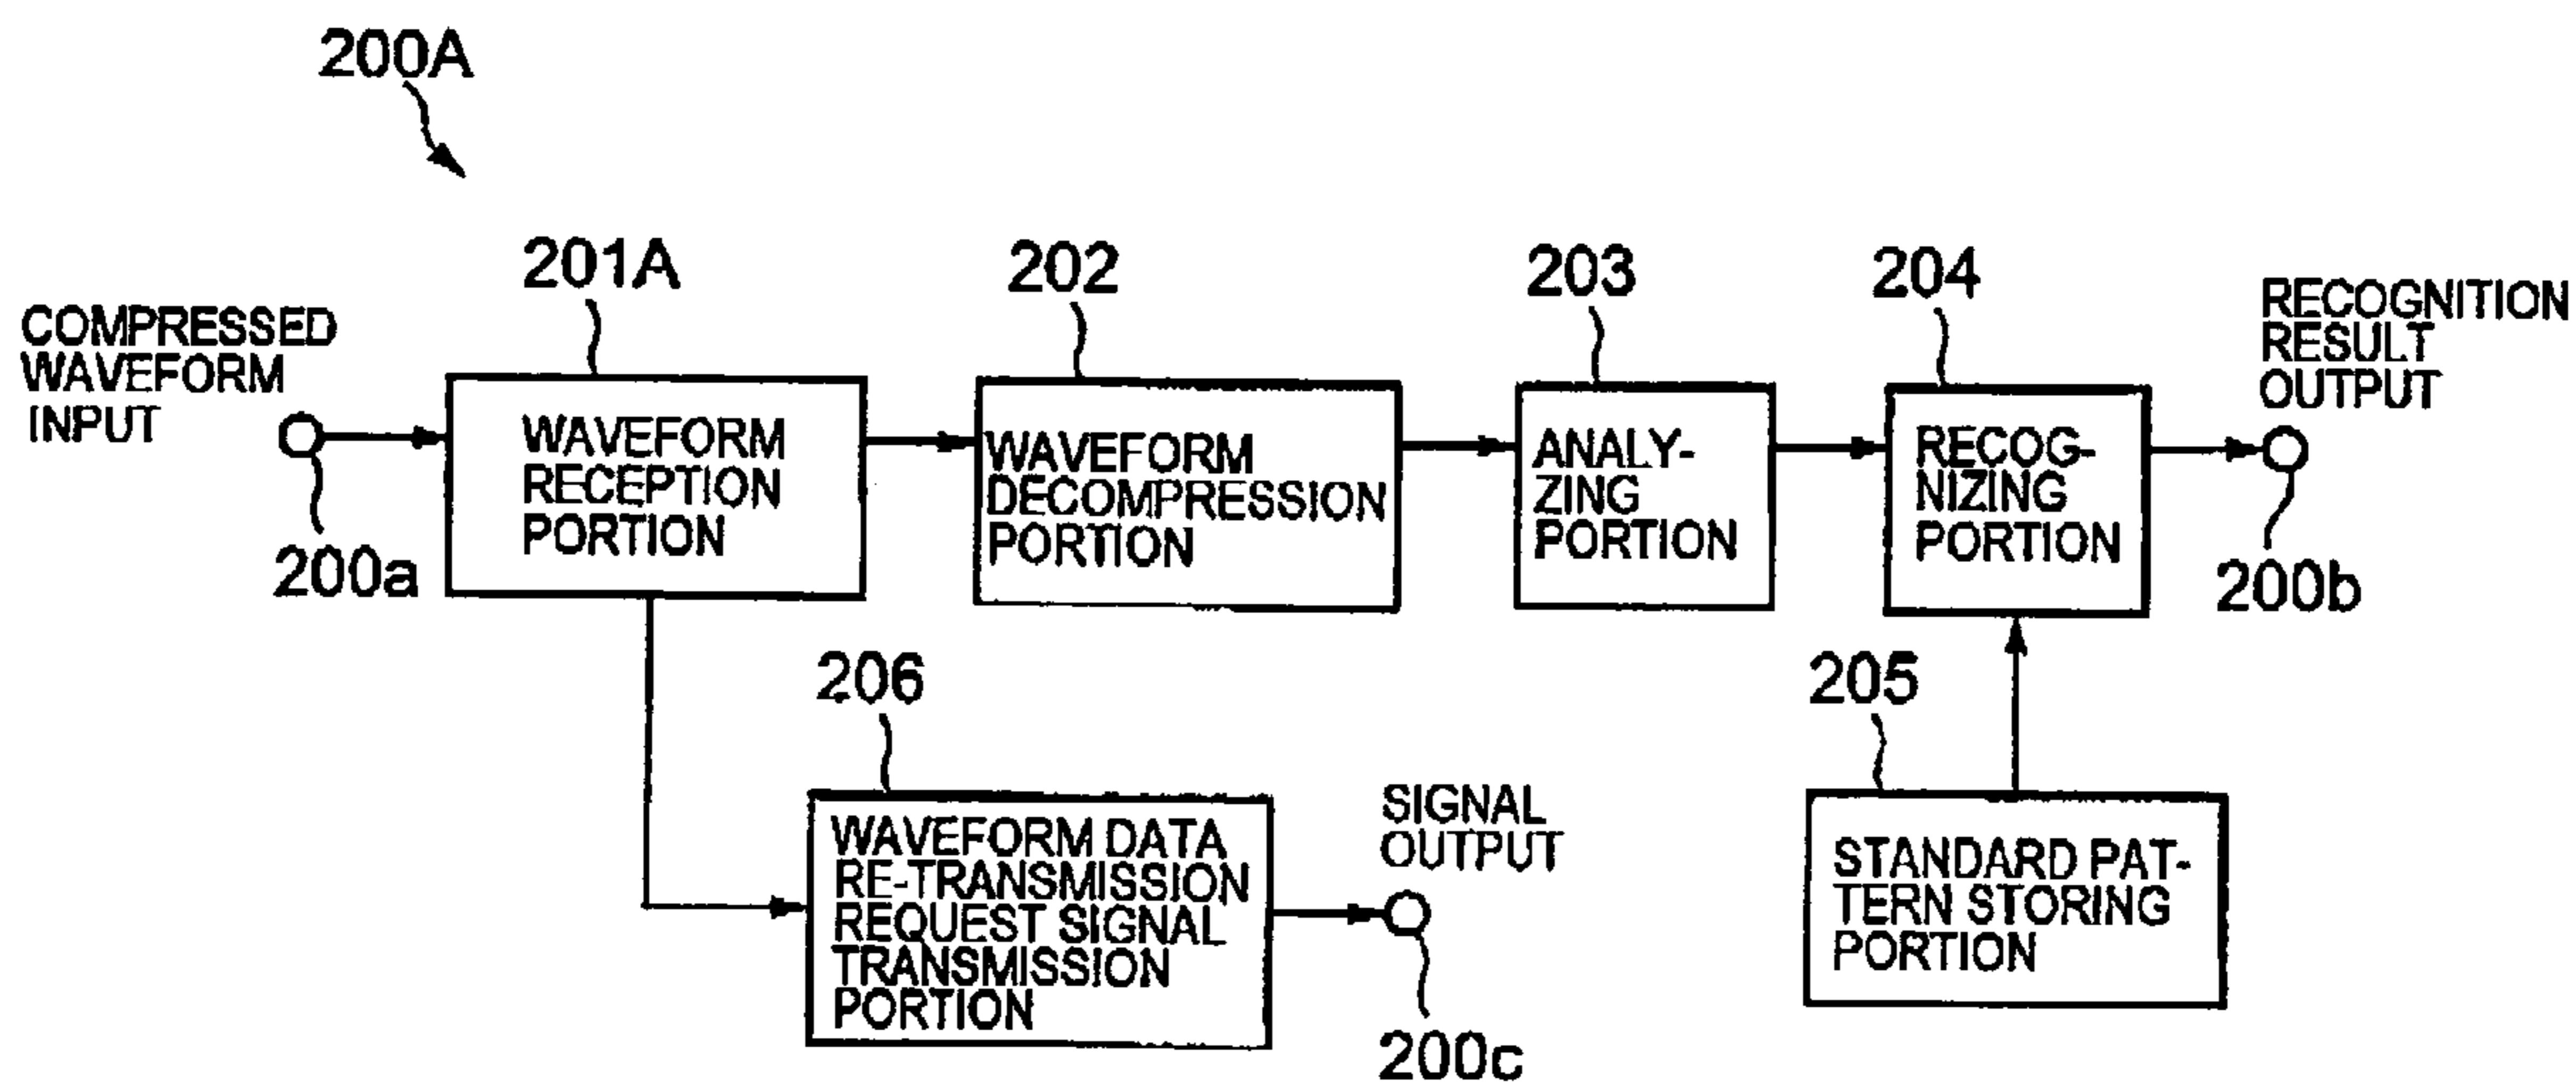 200A
201A
202
203
204
COMPRESSED
WAVEFORM
INPUT
RECOGNITION
RESULT
OUTPUT
WAVEFORM
RECEPTION
PORTION
WAVEFORM
DECOMPRESSION
PORTION
ANALY-
ZING
PORTION
RECOG-
NIZING
PORTION
200a
200b
206
205
WAVEFORM DATA
RE-TRANSMISSION
REQUEST SIGNAL
TRANSMISSION
PORTION
SIGNAL
OUTPUT
STANDARD PAT-
TERN STORING
PORTION
200c